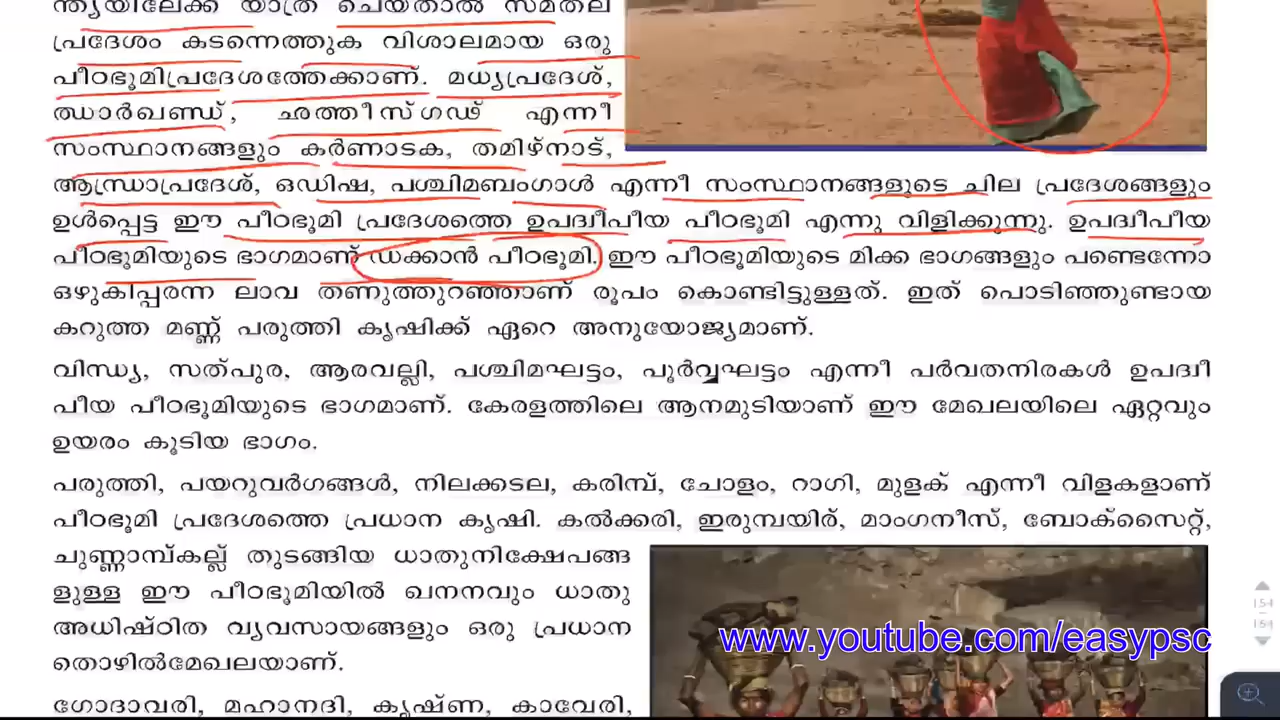 ന്ത്യയിലേക്ക് യാത്ര ചെയ്താൽ സമതല
പ്രദേശം കടന്നെത്തുക വിശാലമായ ഒരു
പീഠഭൂമിപ്രദേശത്തേക്കാണ്. മധ്യപ്രദേശ്,
ഝാർഖണ്ഡ്, ഛത്തീസ്ഗഢ് എന്നീ
സംസ്ഥാനങ്ങളും കർണാടക, തമിഴ്നാട്,
ആന്ധ്രാപ്രദേശ്, ഒഡിഷ, പശ്ചിമബംഗാൾ എന്നീ സംസ്ഥാനങ്ങളുടെ ചില പ്രദേശങ്ങളും
ഉൾപ്പെട്ട ഈ പീഠഭൂമി പ്രദേശത്തെ ഉപദ്വീപീയ പീഠഭൂമി എന്നു വിളിക്കുന്നു. ഉപദ്വീപീയ
പീഠഭൂമിയുടെ ഭാഗമാണ് ഡക്കാൻ പീഠഭൂമി. ഈ പീഠഭൂമിയുടെ മിക്ക ഭാഗങ്ങളും പണ്ടെന്നോ
ഒഴുകിപ്പരന്ന ലാവ തണുത്തുറഞ്ഞാണ് രൂപം കൊണ്ടിട്ടുള്ളത്. ഇത് പൊടിഞ്ഞുണ്ടായ
കറുത്ത മണ്ണ് പരുത്തി കൃഷിക്ക് ഏറെ അനുയോജ്യമാണ്.
വിന്ധ്യ, സത്പുര, ആരവല്ലി, പശ്ചിമഘട്ടം, പൂർവ്വഘട്ടം എന്നീ പർവതനിരകൾ ഉപദ്വീ
പീയ പീഠഭൂമിയുടെ ഭാഗമാണ്. കേരളത്തിലെ ആനമുടിയാണ് ഈ മേഖലയിലെ ഏറ്റവും
ഉയരം കൂടിയ ഭാഗം.
പരുത്തി, പയറുവർഗങ്ങൾ, നിലക്കടല, കരിമ്പ്, ചോളം, റാഗി, മുളക് എന്നീ വിളകളാണ്
പീഠഭൂമി പ്രദേശത്തെ പ്രധാന കൃഷി. കൽക്കരി, ഇരുമ്പയിര്, മാംഗനീസ്, ബോക്സൈറ്റ്,
ചുണ്ണാമ്പ്കല്ല് തുടങ്ങിയ ധാതുനിക്ഷേപങ്ങ
ളുള്ള ഈ പീഠഭൂമിയിൽ ഖനനവും ധാതു
അധിഷ്ഠിത വ്യവസായങ്ങളും ഒരു പ്രധാന
തൊഴിൽമേഖലയാണ്.
ഗോദാവരി, മഹാനദി, കൃഷ്ണ, കാവേരി,
www.youtube.com/easypsc
154
154